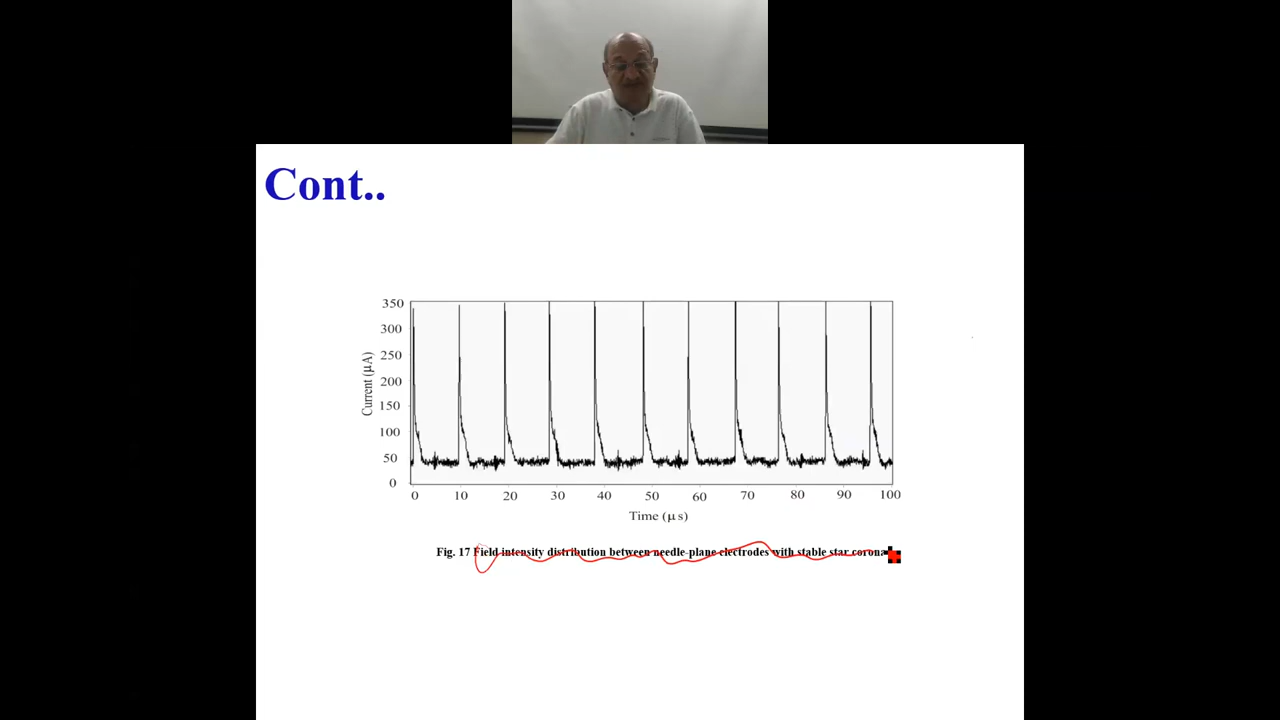 Cont..
350
300
250
200
150
100
50
0
Current (μA)
0 10 20 30 40 50 60 70 80 90 100
Time (μ s)
Fig. 17 Field intensity distribution between needle-plane electrodes with stable star corona